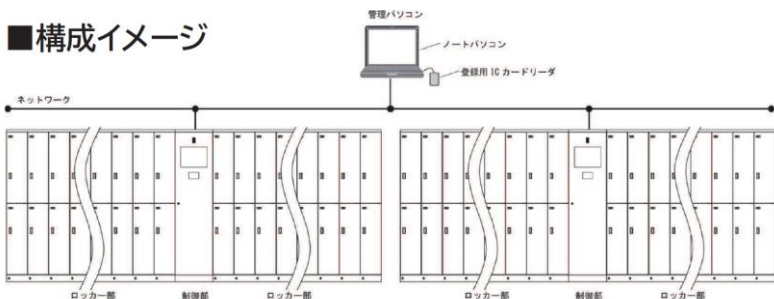 ■構成イメージ
管理パソコン
ノートパソコン
登録用ICカードリーダ
ネットワーク
ロッカー部
制御部
ロッカー部
ロッカー部
制御部
ロッカー部